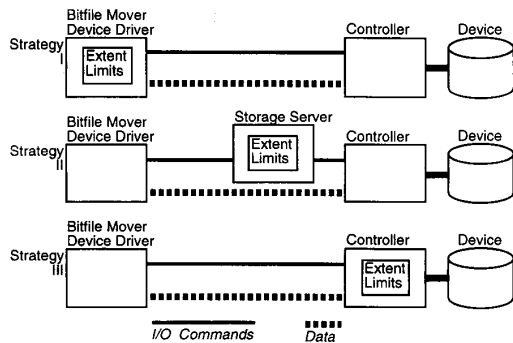 Bitfile Mover
Device Driver
Controller
Device
Strategy
I
Extent
Limits
Bitfile Mover
Device Driver
Storage Server
Controller
Device
Strategy
II
Extent
Limits
Bitfile Mover
Device Driver
Controller
Device
Strategy
III
Extent
Limits
I/O Commands
Data